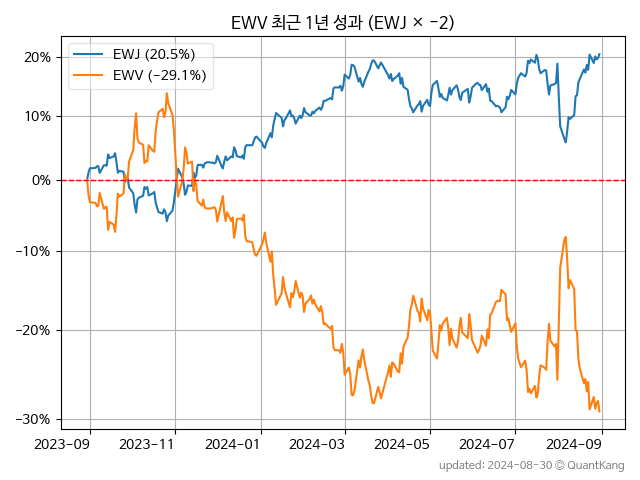 EWV 최근 1년 성과 (EWJ × −2)
EWJ (20.5%)
EWV (−29.1%)
20%
10%
0%
−10%
−20%
−30%
2023-09 2023-11 2024-01 2024-03 2024-05 2024-07 2024-09
updated: 2024-08-30 © QuantKang